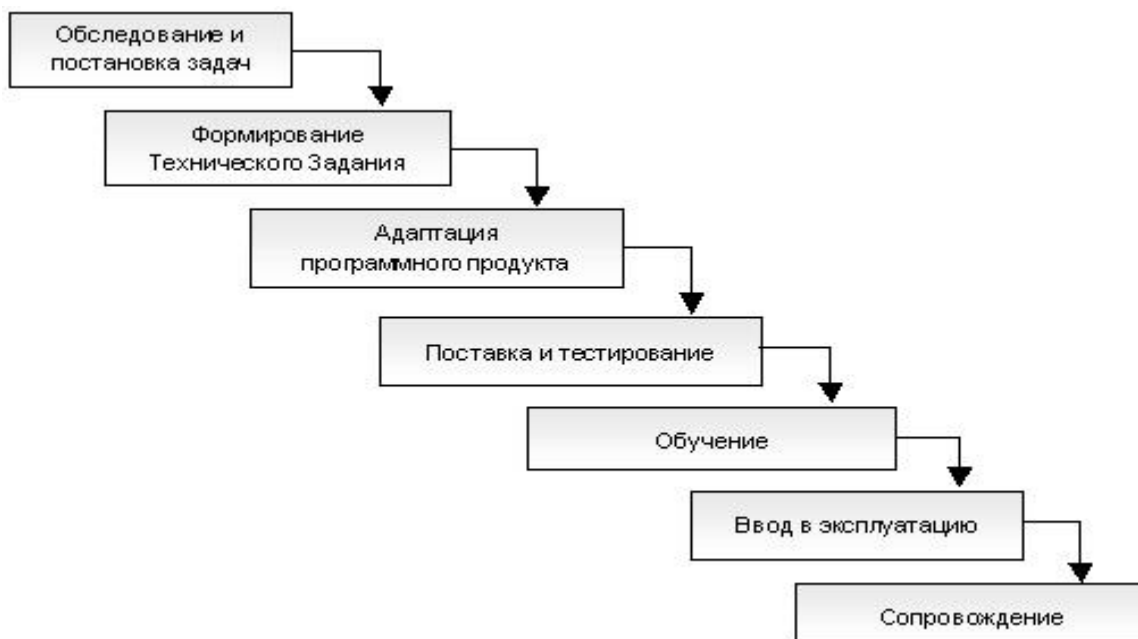 Обследование и
постановка задач
Формирование
Технического Задания
Адаптация
программного продукта
Поставка и тестирование
Обучение
Ввод в эксплуатацию
Сопровождение